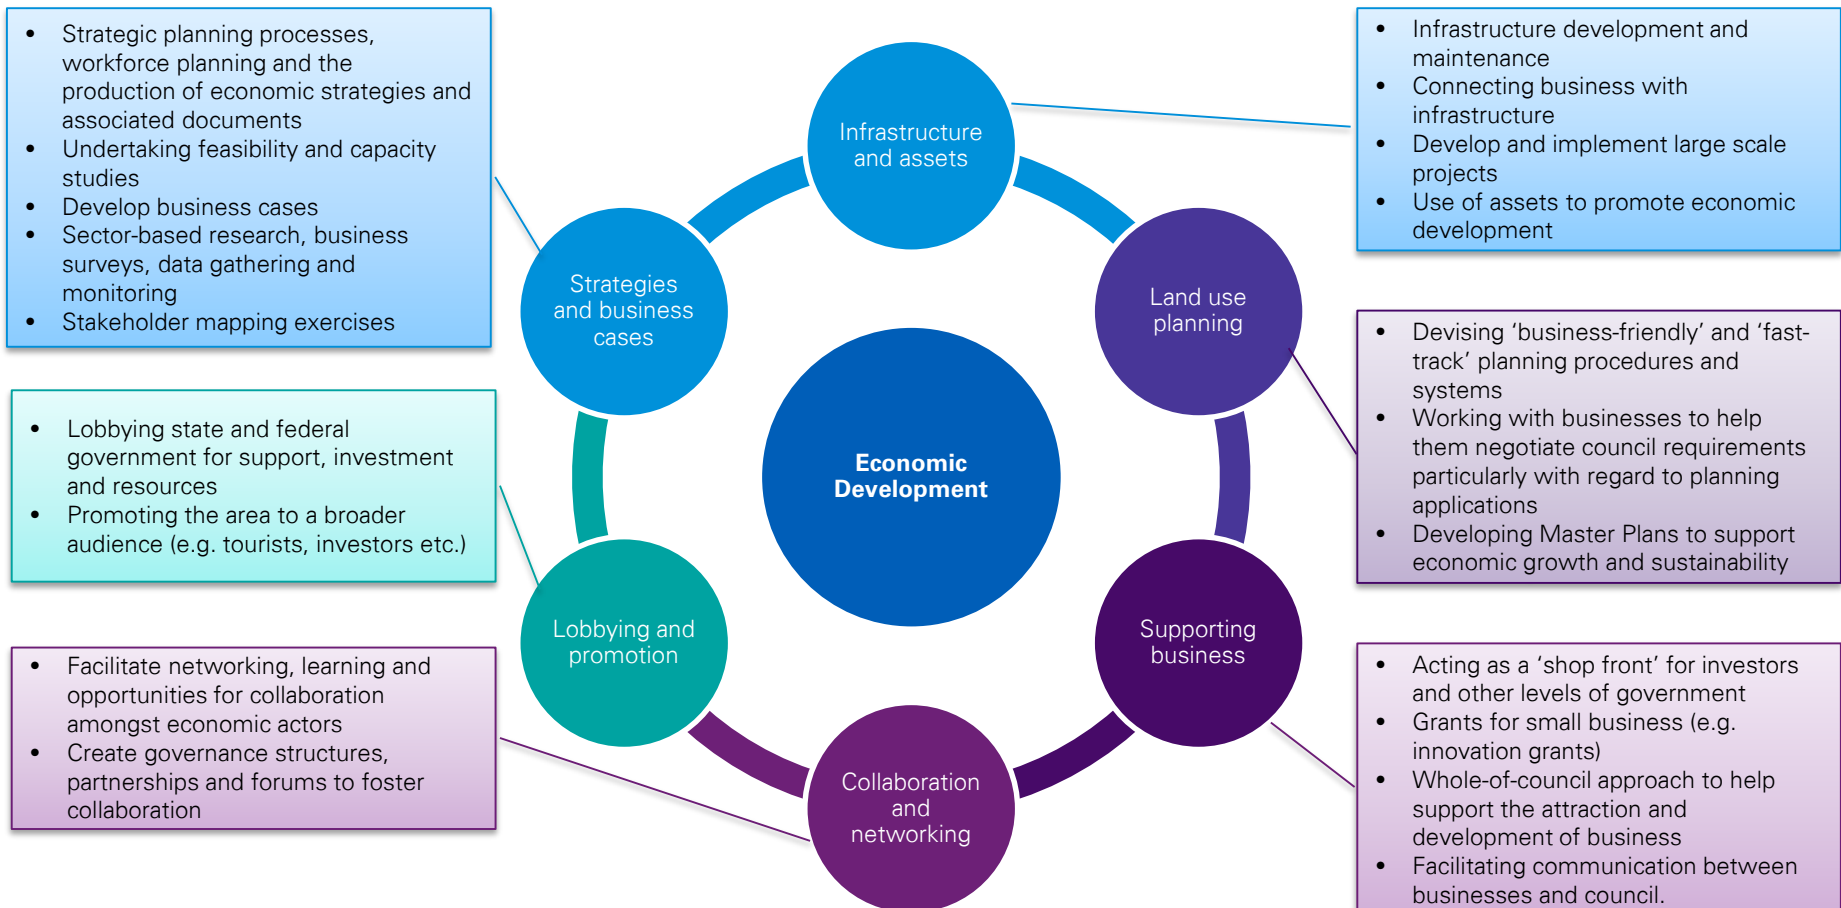 • Strategic planning processes,
workforce planning and the
production of economic strategies and
associated documents
• Undertaking feasibility and capacity
studies
• Develop business cases
• Sector-based research, business
surveys, data gathering and
monitoring
• Stakeholder mapping exercises
• Lobbying state and federal
government for support, investment
and resources
• Promoting the area to a broader
audience (e.g. tourists, investors etc.)
• Facilitate networking, learning and
opportunities for collaboration
amongst economic actors
• Create governance structures,
partnerships and forums to foster
collaboration
Infrastructure
and assets
Strategies
and business
cases
Land use
planning
Economic
Development
Lobbying and
promotion
Supporting
business
Collaboration
and
networking
• Infrastructure development and
maintenance
• Connecting business with
infrastructure
• Develop and implement large scale
projects
• Use of assets to promote economic
development
• Devising ‘business-friendly’ and ‘fast-
track’ planning procedures and
systems
• Working with businesses to help
them negotiate council requirements
particularly with regard to planning
applications
• Developing Master Plans to support
economic growth and sustainability
• Acting as a ‘shop front’ for investors
and other levels of government
• Grants for small business (e.g.
innovation grants)
• Whole-of-council approach to help
support the attraction and
development of business
• Facilitating communication between
businesses and council.